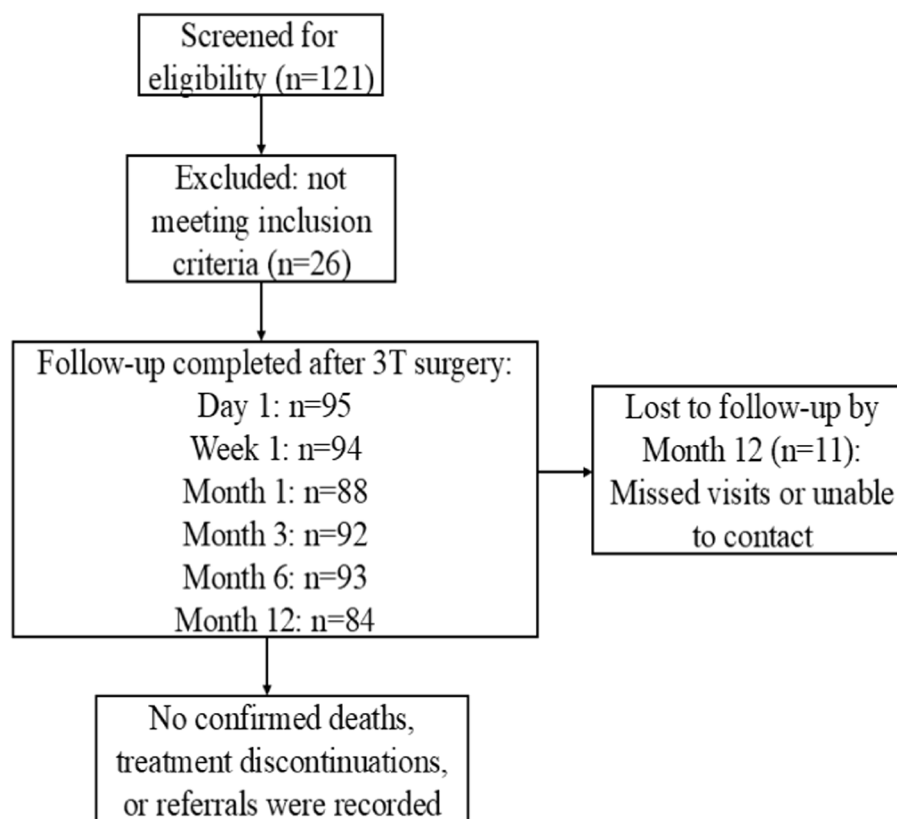 Screened for
eligibility (n=121)
Excluded: not
meeting inclusion
criteria (n=26)
Follow-up completed after 3T surgery:
Day 1: n=95
Week 1: n=94
Month 1: n=88
Month 3: n=92
Month 6: n=93
Month 12: n=84
Lost to follow-up by
Month 12 (n=11):
Missed visits or unable
to contact
No confirmed deaths,
treatment discontinuations,
or referrals were recorded